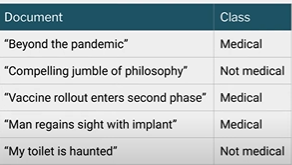 Document Class
“Beyond the pandemic” Medical
“Compelling jumble of philosophy” Not medical
“Vaccine rollout enters second phase” Medical
“Man regains sight with implant” Medical
“My toilet is haunted” Not medical